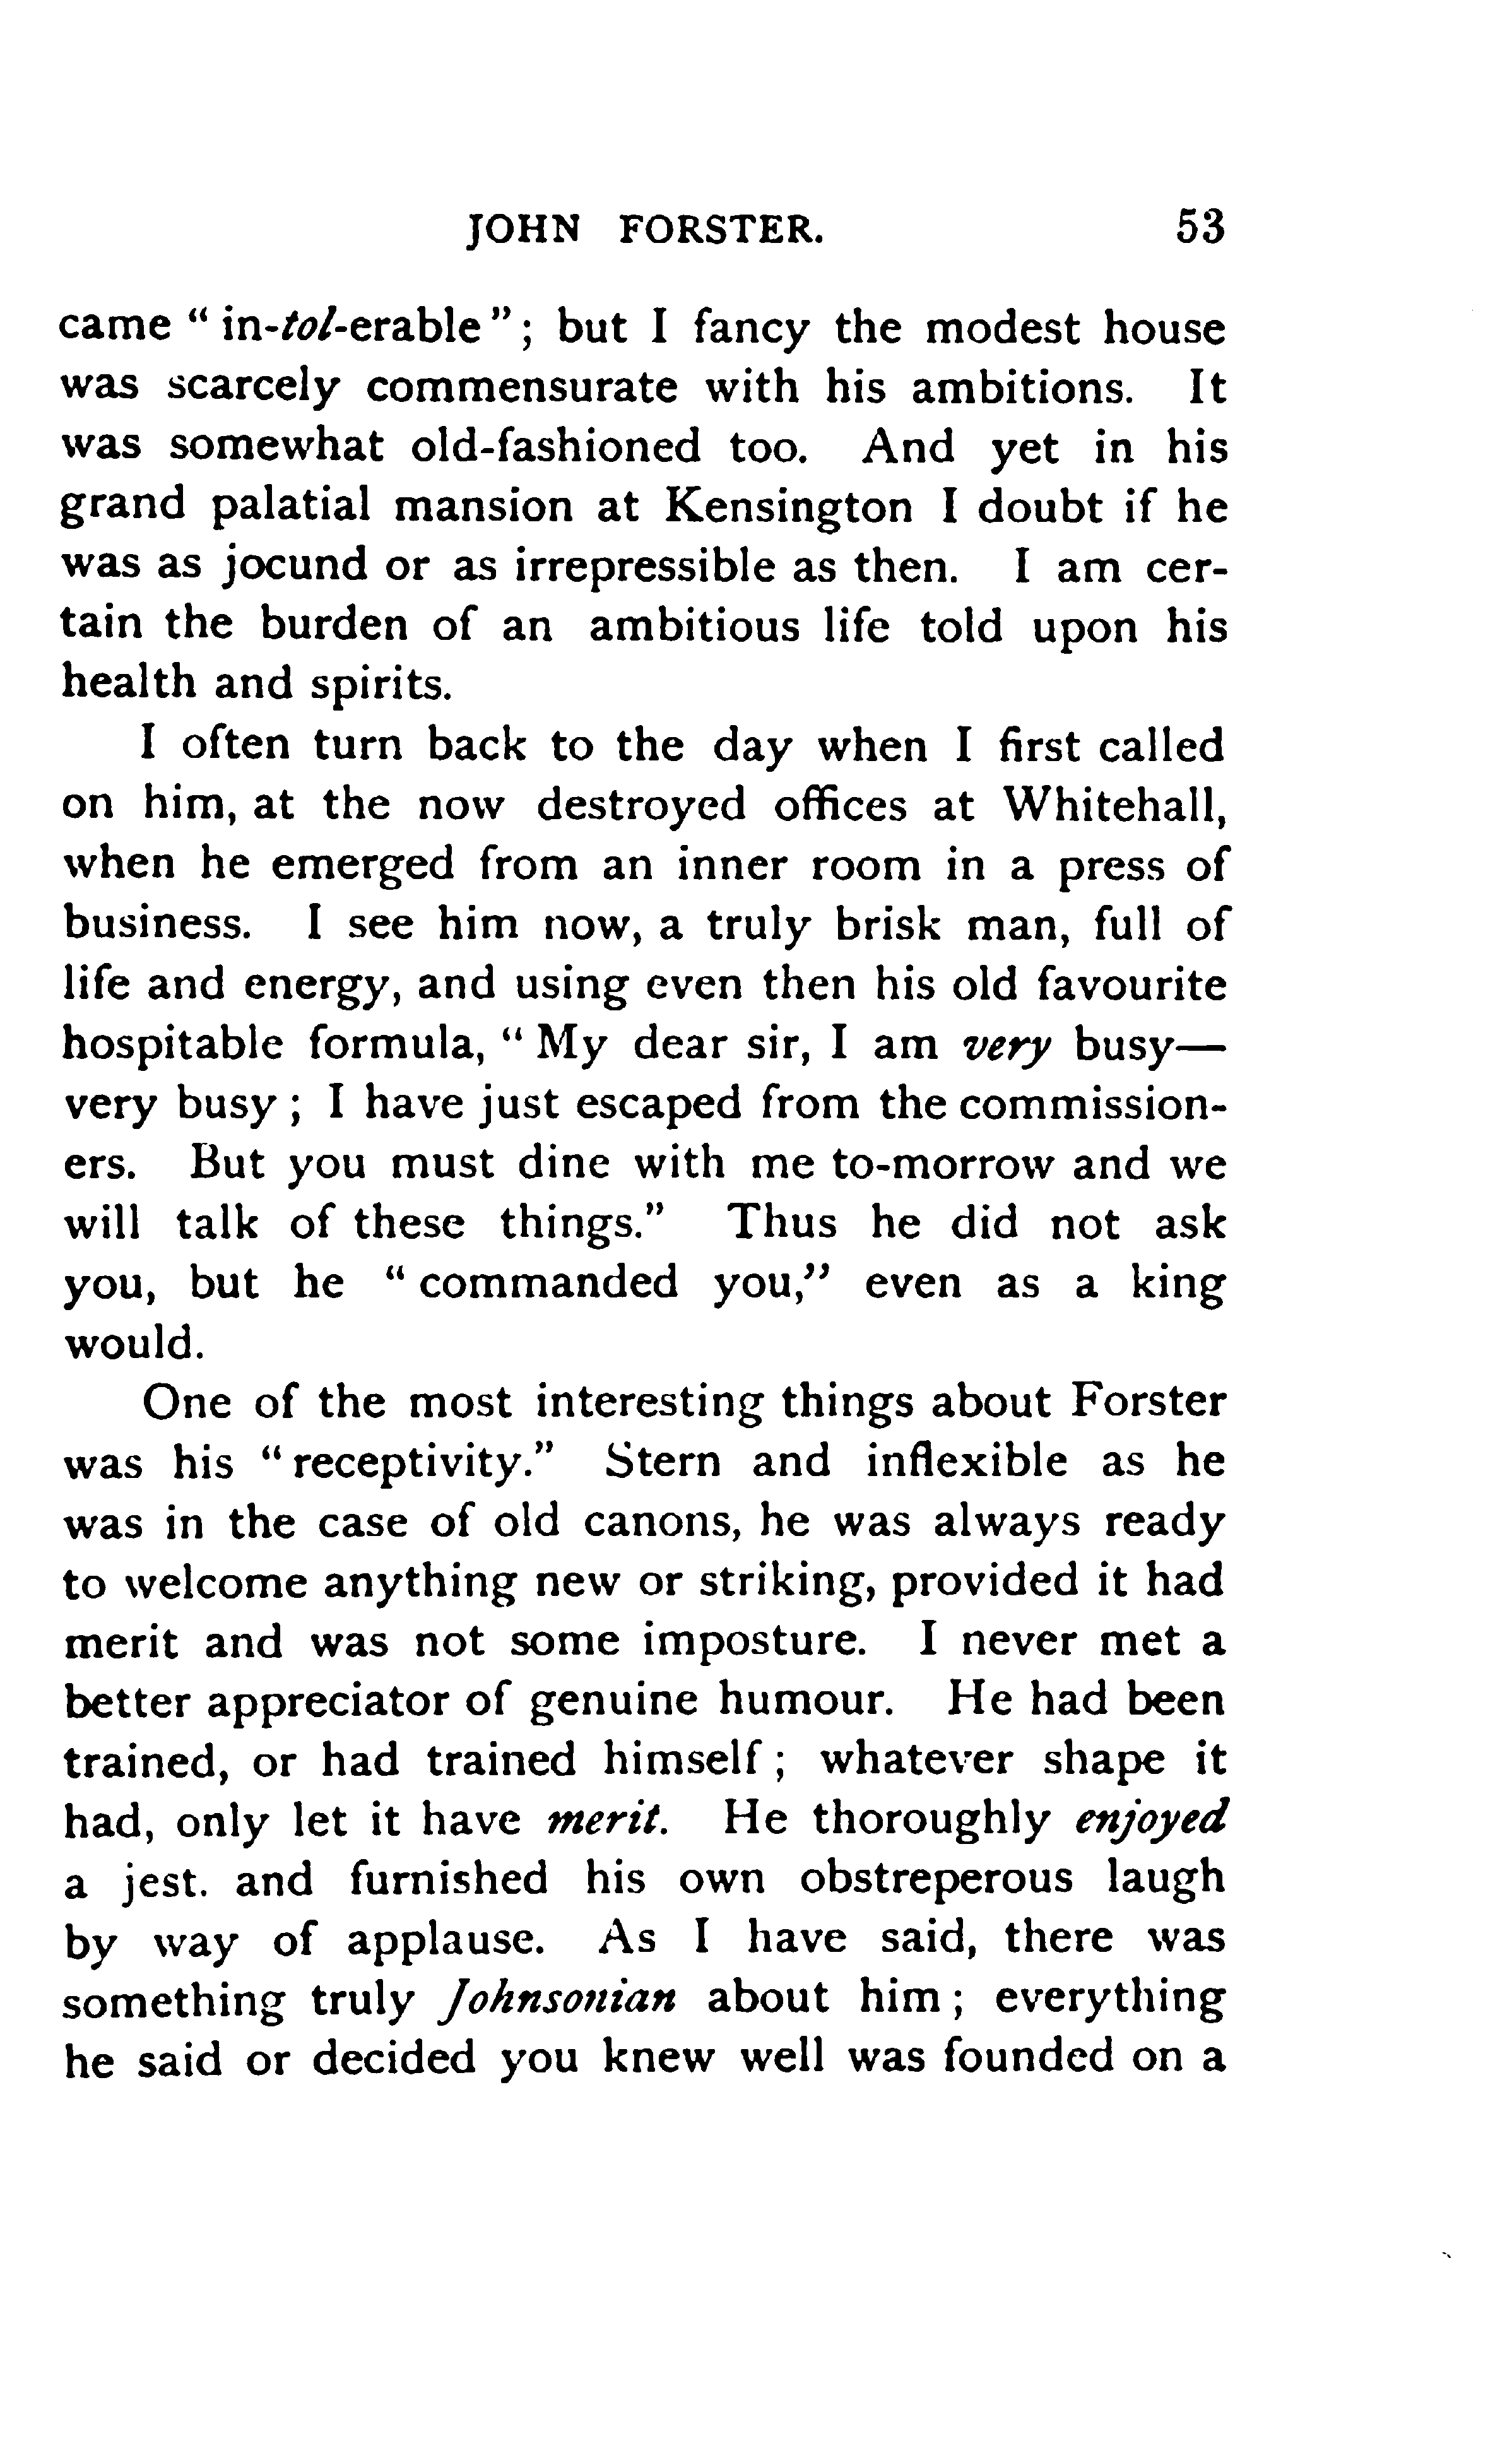 JOHN FORSTER. 53
came " in-tol-erable" ; but I fancy the modest house
was scarcely commensurate with his ambitions. It
was somewhat old-fashioned too. And yet in his
grand palatial mansion at Kensington I doubt if he
was as jocund or as irrepressible as then. I am cer-
tain the burden of an ambitious life told upon his
health and spirits.
I often turn back to the day when I first called
on him, at the now destroyed offices at Whitehall,
when he emerged from an inner room in a press of
business. I see him now, a truly brisk man, full of
life and energy, and using even then his old favourite
hospitable formula, " My dear sir, I am very busy—
very busy ; I have just escaped from the commission-
ers. But you must dine with me to-morrow and we
will talk of these things." Thus he did not ask
you, but he " commanded you," even as a king
would.
One of the most interesting things about Forster
was his " receptivity." Stern and inflexible as he
was in the case of old canons, he was always ready
to welcome anything new or striking, provided it had
merit and was not some imposture. I never met a
better appreciator of genuine humour. He had been
trained, or had trained himself ; whatever shape it
had, only let it have merit. He thoroughly enjoyed
a jest. and furnished his own obstreperous laugh
by way of applause. As I have said, there was
something truly Johnsonian about him ; everything
he said or decided you knew well was founded on a